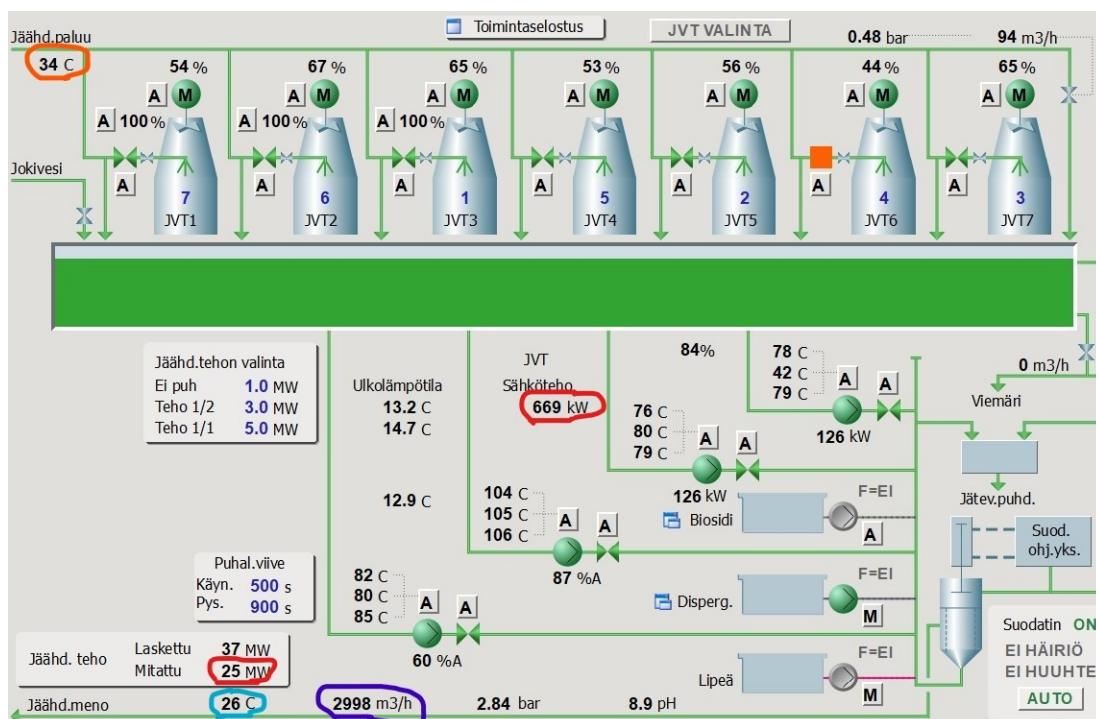 Toimintaselostus
JVT VALINTA
Jäähd.paluu
0.48 bar
94 m3/h
34 C
54 %
67 %
65 %
53 %
56 %
44 %
65 %
A M
A M
A M
A M
A M
A M
A M
A 100 %
A 100 %
A 100 %
Jokivesi
A
A
A
A
A
A
A
7
6
1
5
2
4
3
JVT1
JVT2
JVT3
JVT4
JVT5
JVT6
JVT7
Jäähd.tehon valinta
Ei puh 1.0 MW
Teho 1/2 3.0 MW
Teho 1/1 5.0 MW
Ulkolämpötila
13.2 C
14.7 C
12.9 C
JVT
Sähköteho
669 kW
84%
78 C
42 C
79 C
A A
126 kW
0 m3/h
Viemäri
76 C
80 C
79 C
A A
126 kW
Jätev.puhd.
104 C
105 C
106 C
A A
87 %A
Biosidi
F=EI
A
Suod.
ohj.yks.
Puhal.viive
Käyn. 500 s
Pys. 900 s
82 C
80 C
85 C
A A
60 %A
Disperg.
F=EI
M
Suodatin ON
EI HÄIRIÖ
EI HUUHTE
AUTO
Jäähd. teho
Laskettu 37 MW
Mitattu 25 MW
Lipeä
F=EI
M
Jäähd.meno
26 C
2998 m3/h
2.84 bar
8.9 pH